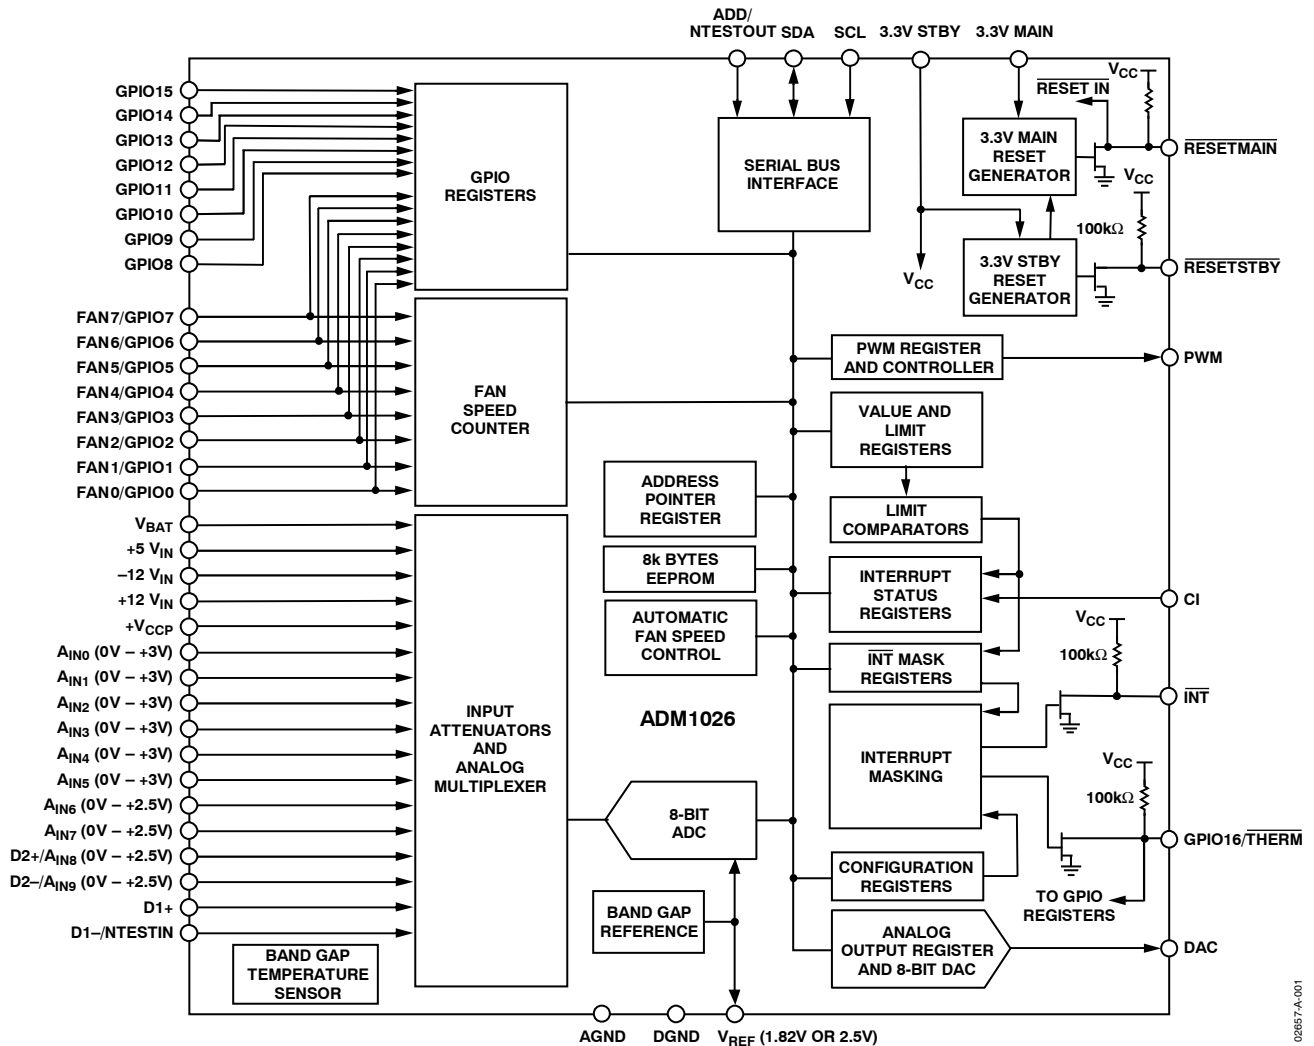 ADD/
NTESTOUT SDA SCL 3.3V STBY 3.3V MAIN
GPIO15
GPIO14
GPIO13
GPIO12
GPIO11
GPIO10
GPIO9
GPIO8
FAN7/GPIO7
FAN6/GPIO6
FAN5/GPIO5
FAN4/GPIO4
FAN3/GPIO3
FAN2/GPIO2
FAN1/GPIO1
FAN0/GPIO0
VBAT
+5 VIN
–12 VIN
+12 VIN
+VCCP
AIN0 (0V – +3V)
AIN1 (0V – +3V)
AIN2 (0V – +3V)
AIN3 (0V – +3V)
AIN4 (0V – +3V)
AIN5 (0V – +3V)
AIN6 (0V – +2.5V)
AIN7 (0V – +2.5V)
D2+/AIN8 (0V – +2.5V)
D2–/AIN9 (0V – +2.5V)
D1+
D1–/NTESTIN
GPIO
REGISTERS
FAN
SPEED
COUNTER
INPUT
ATTENUATORS
AND
ANALOG
MULTIPLEXER
BAND GAP
TEMPERATURE
SENSOR
SERIAL BUS
INTERFACE
ADDRESS
POINTER
REGISTER
8k BYTES
EEPROM
AUTOMATIC
FAN SPEED
CONTROL
ADM1026
8-BIT
ADC
BAND GAP
REFERENCE
VCC
RESET IN
3.3V MAIN
RESET
GENERATOR
RESETMAIN
VCC
100kΩ
3.3V STBY
RESET
GENERATOR
RESETSTBY
VCC
PWM REGISTER
AND CONTROLLER
PWM
VALUE AND
LIMIT
REGISTERS
LIMIT
COMPARATORS
INTERRUPT
STATUS
REGISTERS
CI
INT MASK
REGISTERS
VCC
100kΩ
INT
INTERRUPT
MASKING
VCC
100kΩ
GPIO16/THERM
CONFIGURATION
REGISTERS
TO GPIO
REGISTERS
ANALOG
OUTPUT REGISTER
AND 8-BIT DAC
DAC
AGND DGND VREF (1.82V OR 2.5V)
02657-A-001